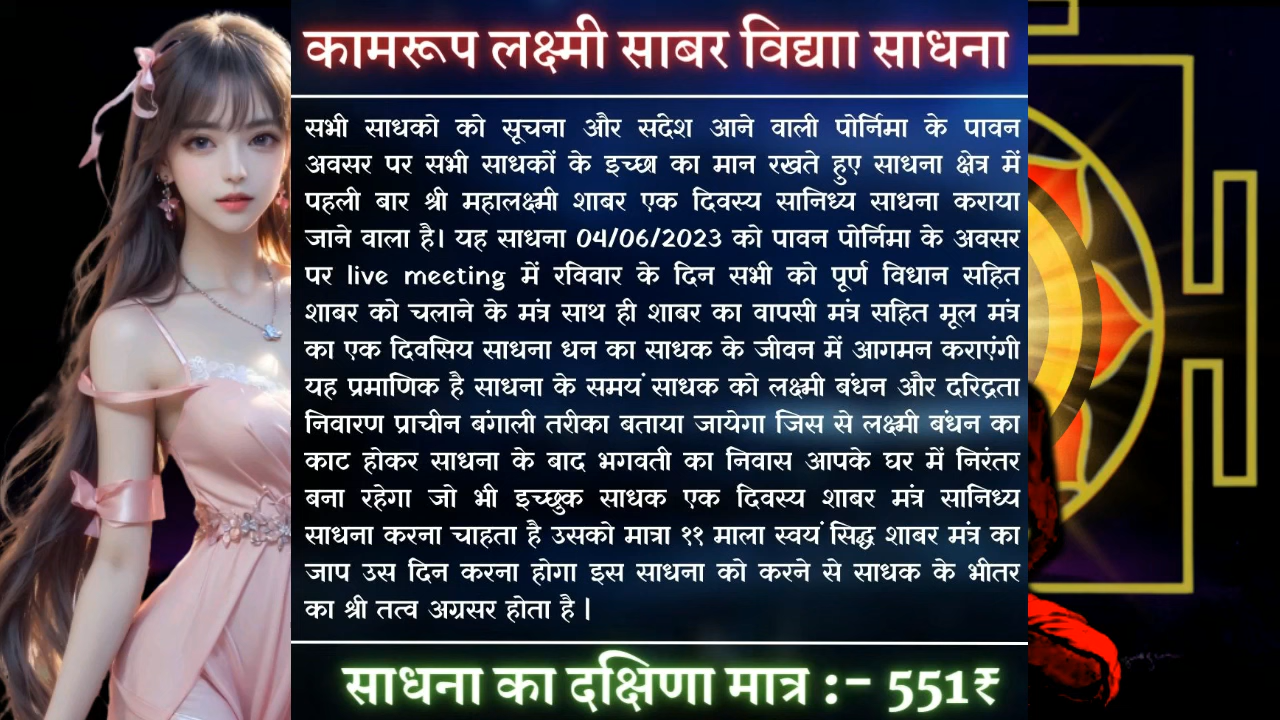 कामरूप लक्ष्मी साबर विद्याा साधना
सभी साधको को सूचना और सदेंश आने वाली पोर्निमा के पावन
अवसर पर सभी साधकों के इच्छा का मान रखते हुए साधना क्षेत्र में
पहली बार श्री महालक्ष्मी शाबर एक दिवस्य सानिध्य साधना कराया
जाने वाला है। यह साधना 04/06/2023 को पावन पोर्निमा के अवसर
पर live meeting में रविवार के दिन सभी को पूर्ण विधान सहित
शाबर को चलाने के मंत्र साथ ही शाबर का वापसी मंत्र सहित मूल मंत्र
का एक दिवसिय साधना धन का साधक के जीवन में आगमन कराएंगी
यह प्रमाणिक है साधना के समयं साधक को लक्ष्मी बंधन और दरिद्रता
निवारण प्राचीन बंगाली तरीका बताया जायेगा जिस से लक्ष्मी बंधन का
काट होकर साधना के बाद भगवती का निवास आपके घर में निरंतर
बना रहेगा जो भी इच्छुक साधक एक दिवस्य शाबर मंत्र सानिध्य
साधना करना चाहता है उसको मात्रा ११ माला स्वयं सिद्ध शाबर मंत्र का
जाप उस दिन करना होगा इस साधना को करने से साधक के भीतर
का श्री तत्व अग्रसर होता है |
साधना का दक्षिणा मात्र :- 551₹